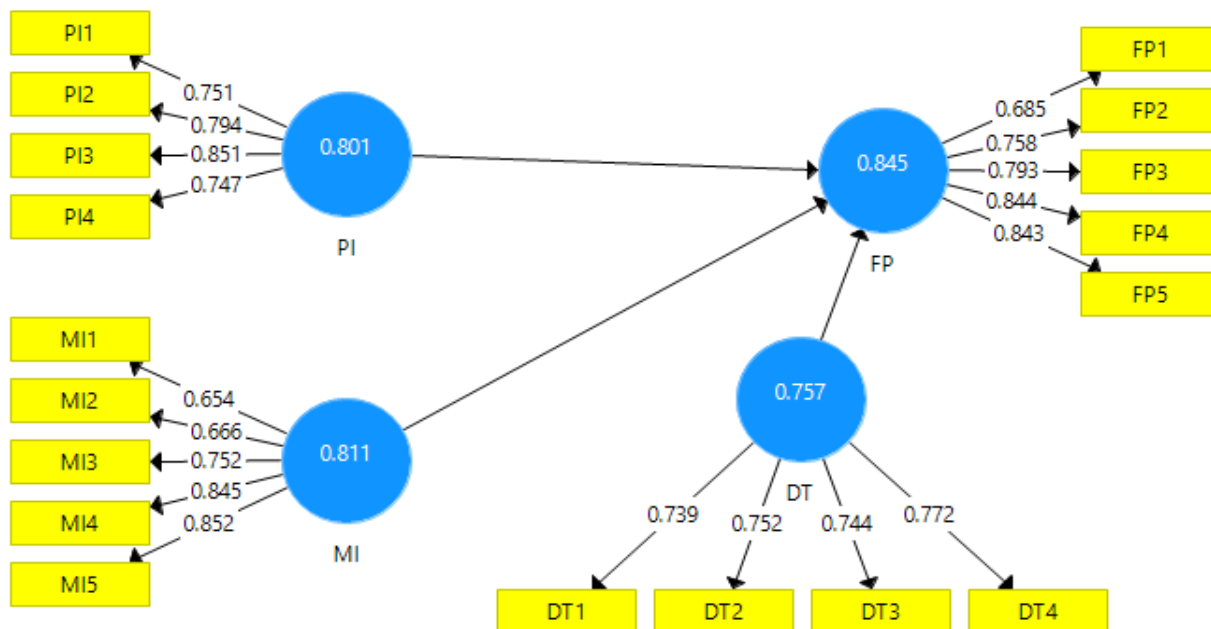 PI1
PI2
PI3
PI4
0.751
0.794
0.851
0.747
0.801
PI
MI1
MI2
MI3
MI4
MI5
0.654
0.666
0.752
0.845
0.852
0.811
MI
0.845
FP
0.685
0.758
0.793
0.844
0.843
FP1
FP2
FP3
FP4
FP5
0.757
DT
0.739
0.752
0.744
0.772
DT1
DT2
DT3
DT4